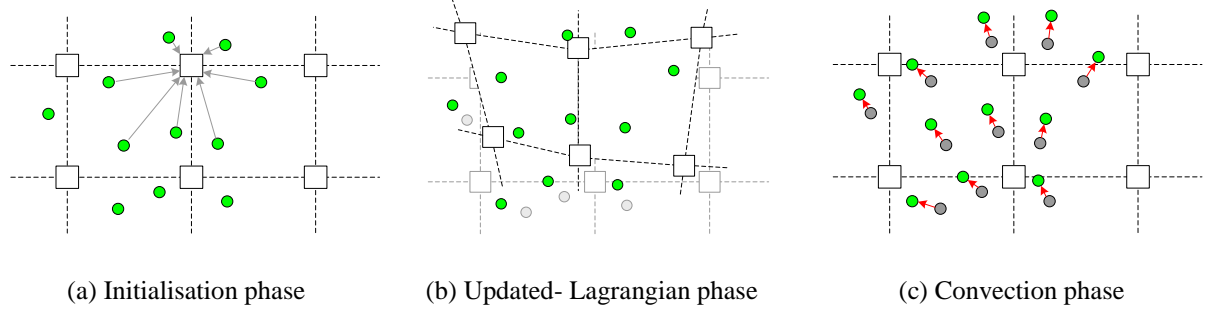 (a) Initialisation phase
(b) Updated- Lagrangian phase
(c) Convection phase